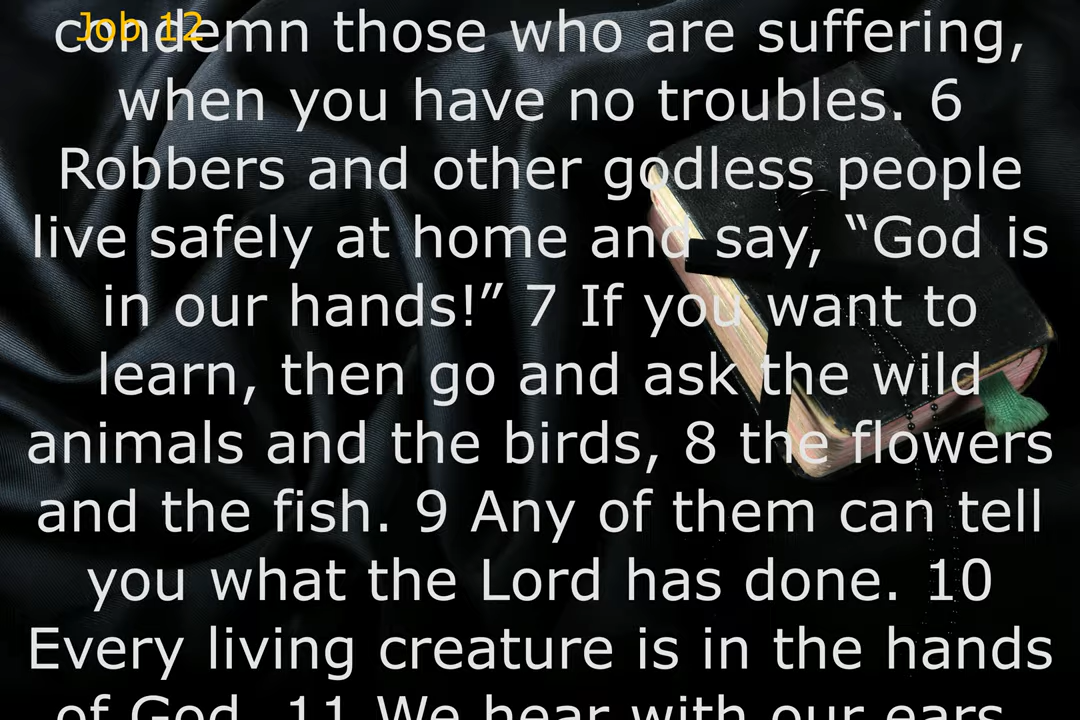 Job 12
condemn those who are suffering,
when you have no troubles. 6
Robbers and other godless people
live safely at home and say, “God is
in our hands!” 7 If you want to
learn, then go and ask the wild
animals and the birds, 8 the flowers
and the fish. 9 Any of them can tell
you what the Lord has done. 10
Every living creature is in the hands
of God. 11 We hear with our ears,